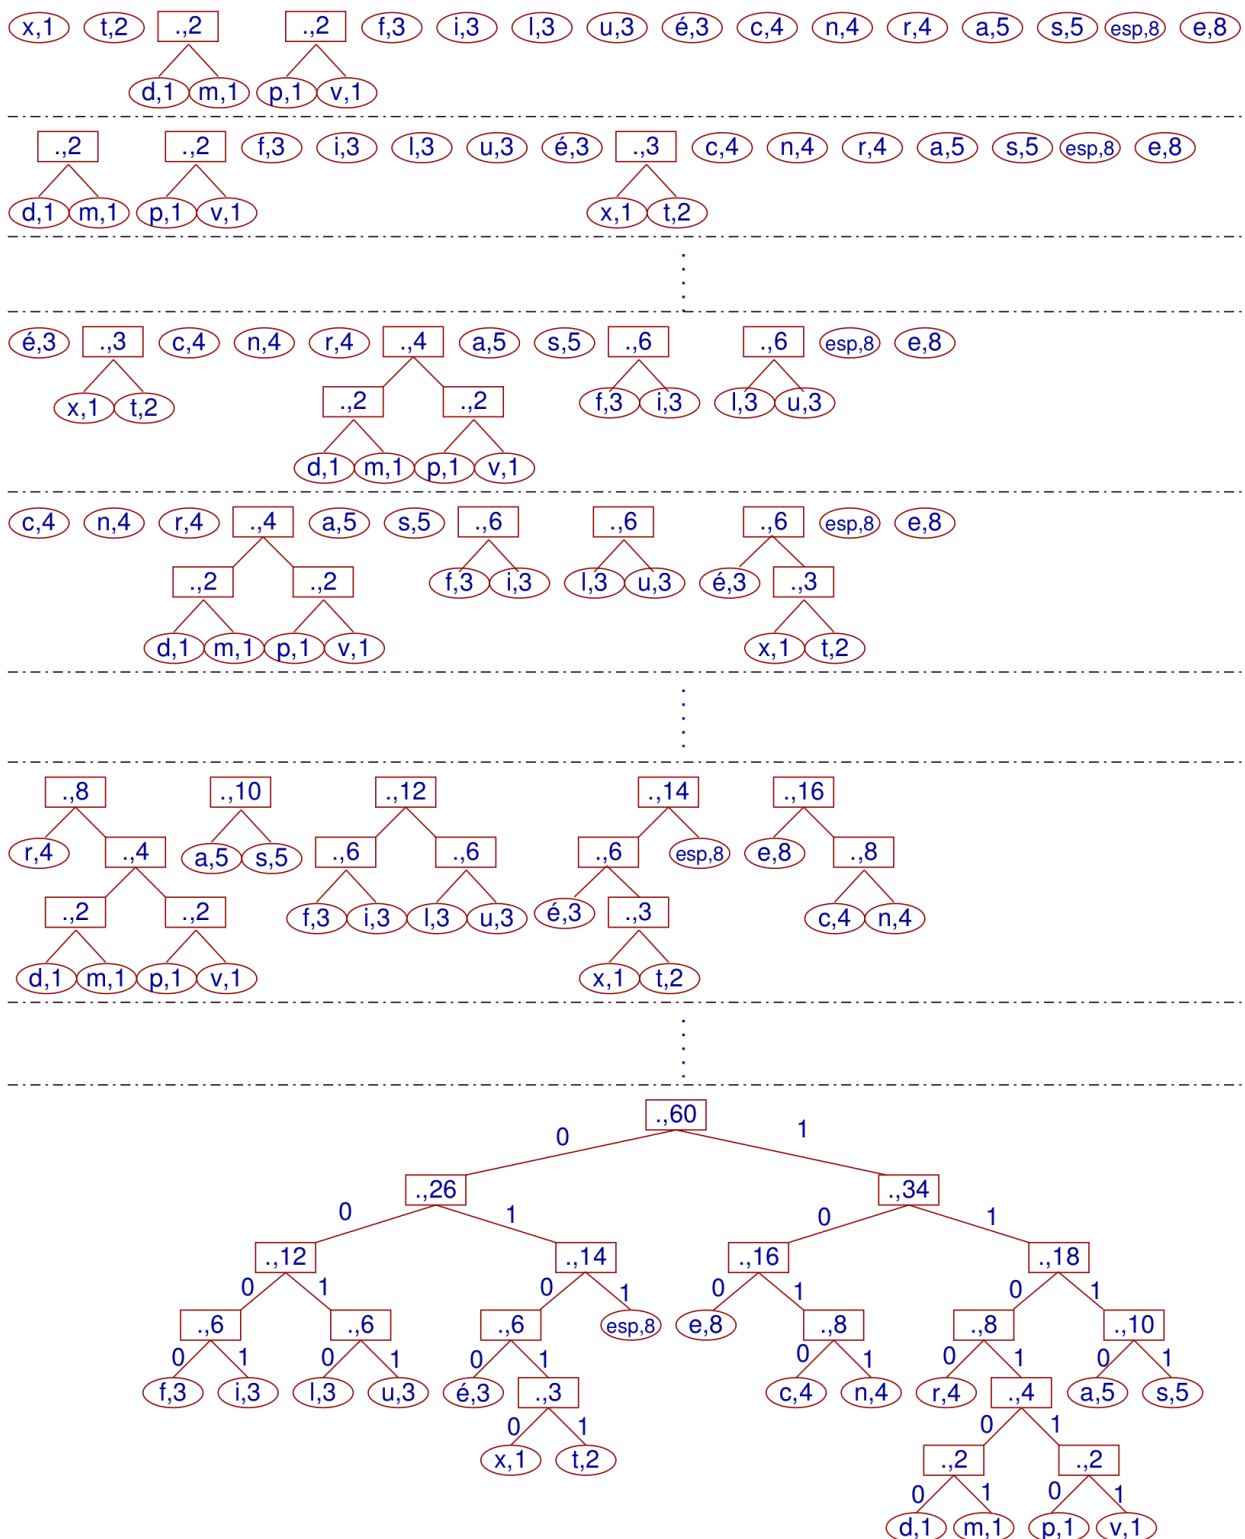 x,1 t,2 .,2 .,2 f,3 i,3 l,3 u,3 é,3 c,4 n,4 r,4 a,5 s,5 esp,8 e,8
d,1 m,1 p,1 v,1
.,2 .,2 f,3 i,3 l,3 u,3 é,3 .,3 c,4 n,4 r,4 a,5 s,5 esp,8 e,8
d,1 m,1 p,1 v,1 x,1 t,2
é,3 .,3 c,4 n,4 r,4 .,4 a,5 s,5 .,6 .,6 esp,8 e,8
x,1 t,2 .,2 .,2 f,3 i,3 l,3 u,3
d,1 m,1 p,1 v,1
c,4 n,4 r,4 .,4 a,5 s,5 .,6 .,6 .,6 esp,8 e,8
.,2 .,2 f,3 i,3 l,3 u,3 é,3 .,3
d,1 m,1 p,1 v,1 x,1 t,2
.,8 .,10 .,12 .,14 .,16
r,4 .,4 a,5 s,5 .,6 .,6 .,6 esp,8 e,8 .,8
.,2 .,2 f,3 i,3 l,3 u,3 é,3 .,3 c,4 n,4
d,1 m,1 p,1 v,1 x,1 t,2
.,60
0 1
.,26 .,34
0 1 0 1
.,12 .,14 .,16 .,18
0 1 0 1 0 1 0 1
.,6 .,6 .,6 esp,8 e,8 .,8 .,8 .,10
0 1 0 1 0 1 0 1 0 1 0 1
f,3 i,3 l,3 u,3 é,3 .,3 c,4 n,4 r,4 .,4 a,5 s,5
0 1 0 1
x,1 t,2 .,2 .,2
0 1 0 1
d,1 m,1 p,1 v,1